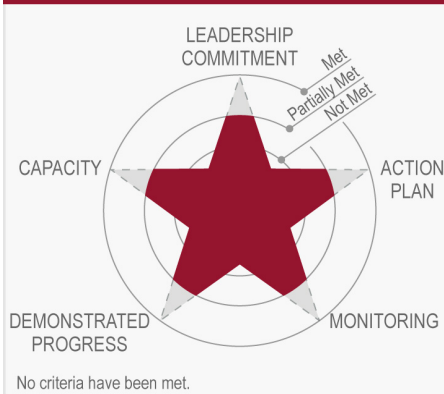 LEADERSHIP
COMMITMENT
Met
Partially Met
Not Met
CAPACITY
ACTION
PLAN
DEMONSTRATED
PROGRESS
MONITORING
No criteria have been met.